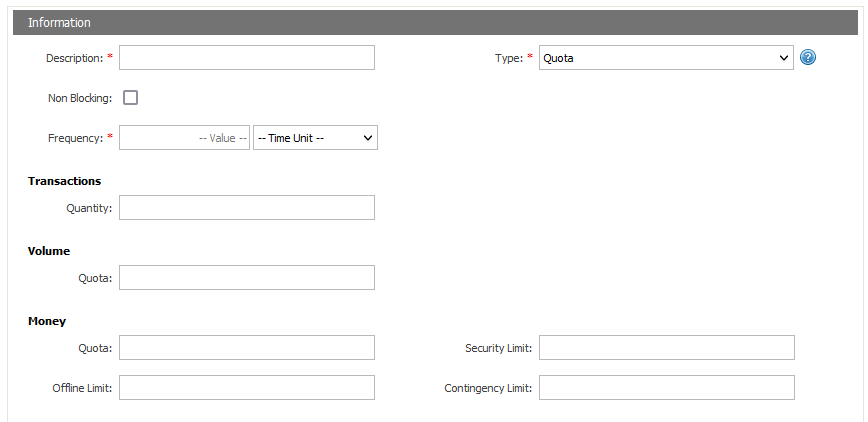 Information
Description: * Type: * Quota ?
Non Blocking:
Frequency: * -- Value -- -- Time Unit --
Transactions
Quantity:
Volume
Quota:
Money
Quota: Security Limit:
Offline Limit: Contingency Limit: